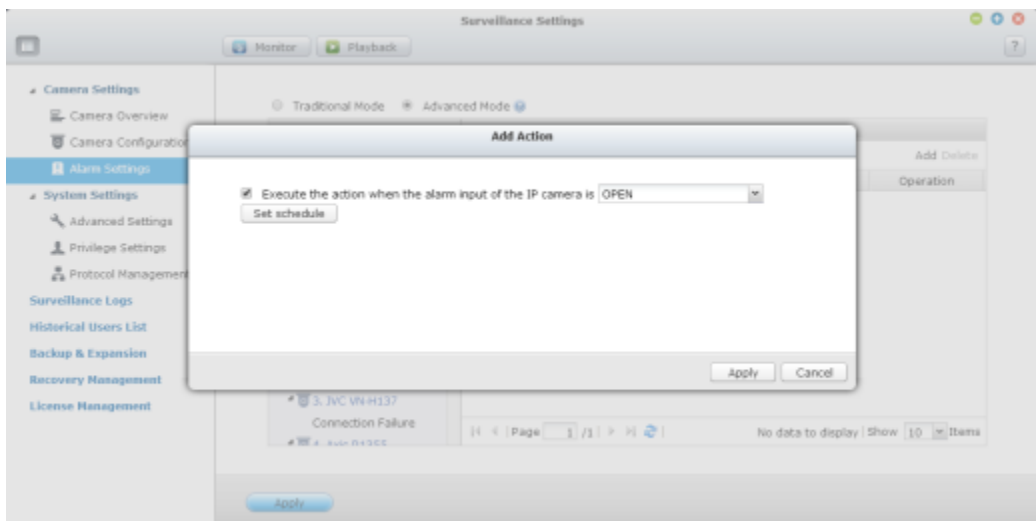 Surveillance Settings
Monitor Playback ?
Camera Settings
Camera Overview
Camera Configuration
Alarm Settings
System Settings
Advanced Settings
Privilege Settings
Protocol Management
Surveillance Logs
Historical Users List
Backup & Expansion
Recovery Management
License Management
Traditional Mode Advanced Mode
Add Delete
Operation
Add Action
Execute the action when the alarm input of the IP camera is OPEN
Set schedule
Apply Cancel
3. JVC VN-H137
Connection Failure
4. Axis P1355
Page 1 /1 No data to display Show 10 Items
Apply